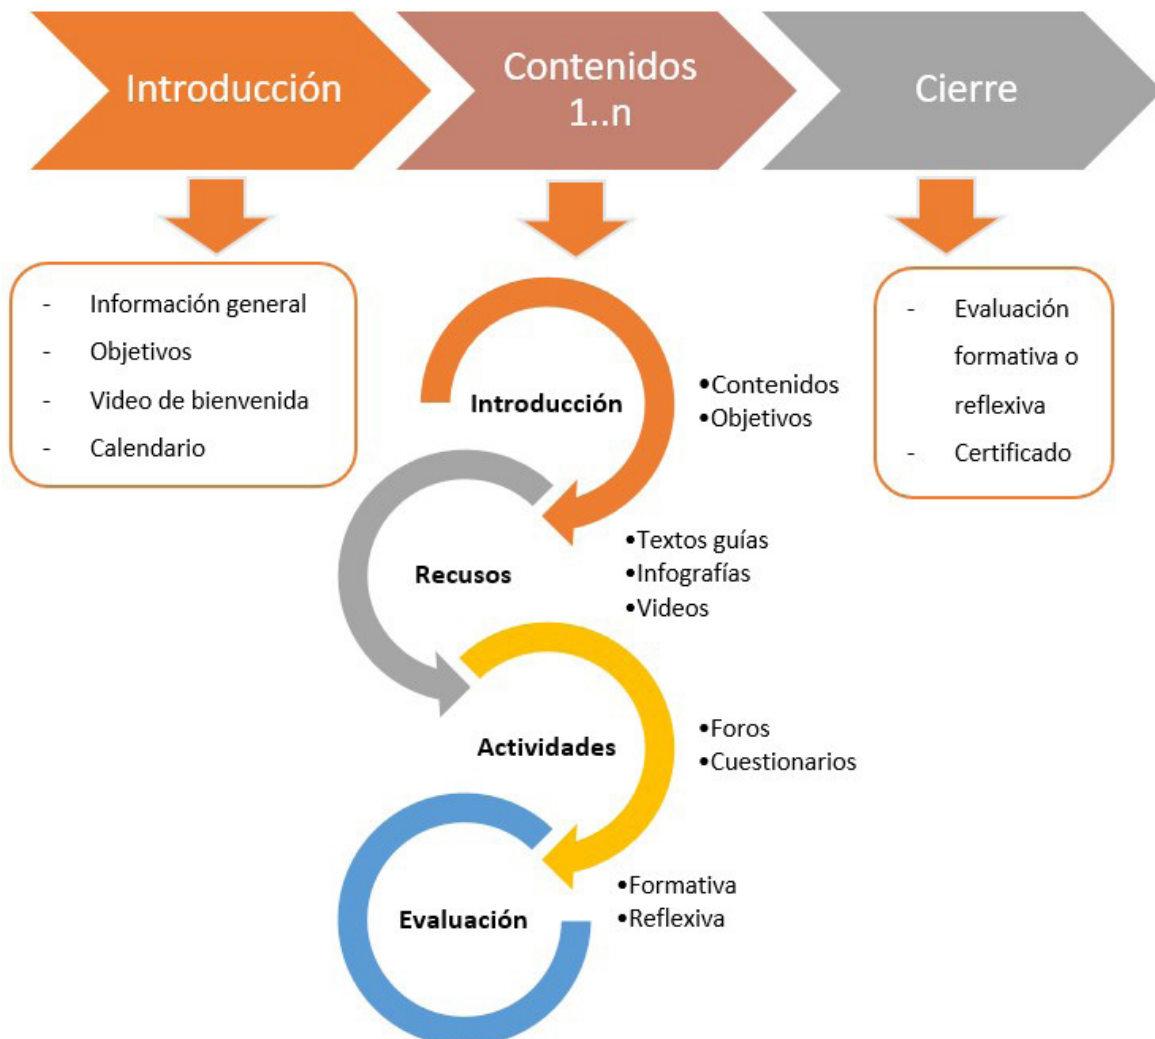 Introducción
Contenidos
1..n
Cierre
- Información general
- Objetivos
- Video de bienvenida
- Calendario
Introducción
•Contenidos
•Objetivos
Recusos
•Textos guías
•Infografías
•Videos
Actividades
•Foros
•Cuestionarios
Evaluación
•Formativa
•Reflexiva
- Evaluación
formativa o
reflexiva
- Certificado